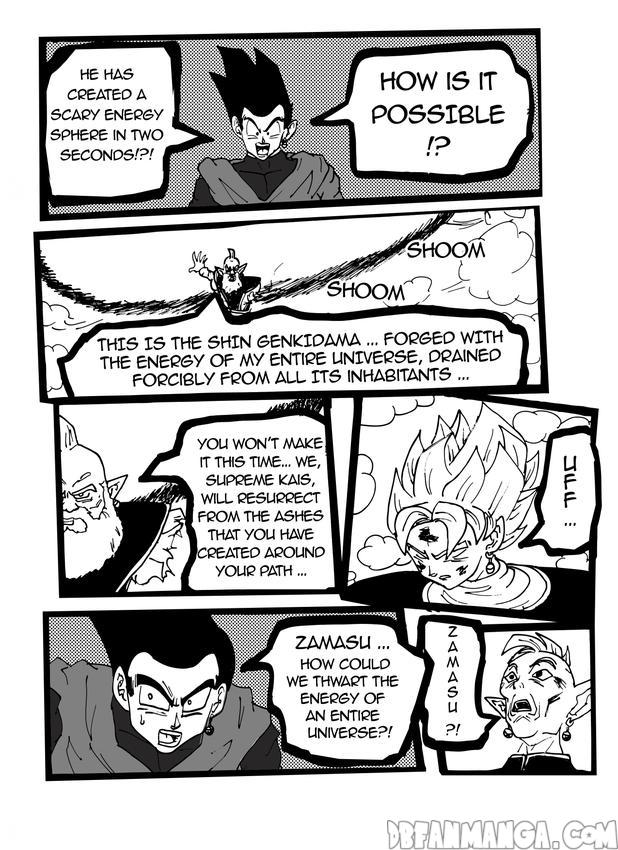 HE HAS
CREATED A
SCARY ENERGY
SPHERE IN TWO
SECONDS!?!
HOW IS IT
POSSIBLE
!?
SHOOM
SHOOM
THIS IS THE SHIN GENKIDAMA ... FORGED WITH
THE ENERGY OF MY ENTIRE UNIVERSE, DRAINED
FORCIBLY FROM ALL ITS INHABITANTS ...
YOU WON'T MAKE
IT THIS TIME... WE,
SUPREME KAIS,
WILL RESURRECT
FROM THE ASHES
THAT YOU HAVE
CREATED AROUND
YOUR PATH ...
UFF
...
ZAMASU ...
HOW COULD
WE THWART THE
ENERGY OF
AN ENTIRE
UNIVERSE?!
ZAMASU
?!
DBFANMANGA.COM